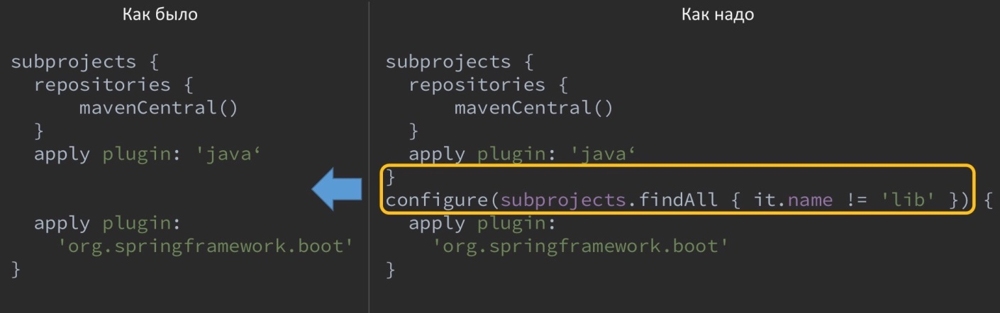 Как было
subprojects {
  repositories {
      mavenCentral()
  }
  apply plugin: 'java‘
  apply plugin:
    'org.springframework.boot'
}
Как надо
subprojects {
  repositories {
      mavenCentral()
  }
  apply plugin: 'java‘
}
configure(subprojects.findAll { it.name != 'lib' }) {
  apply plugin:
    'org.springframework.boot'
}